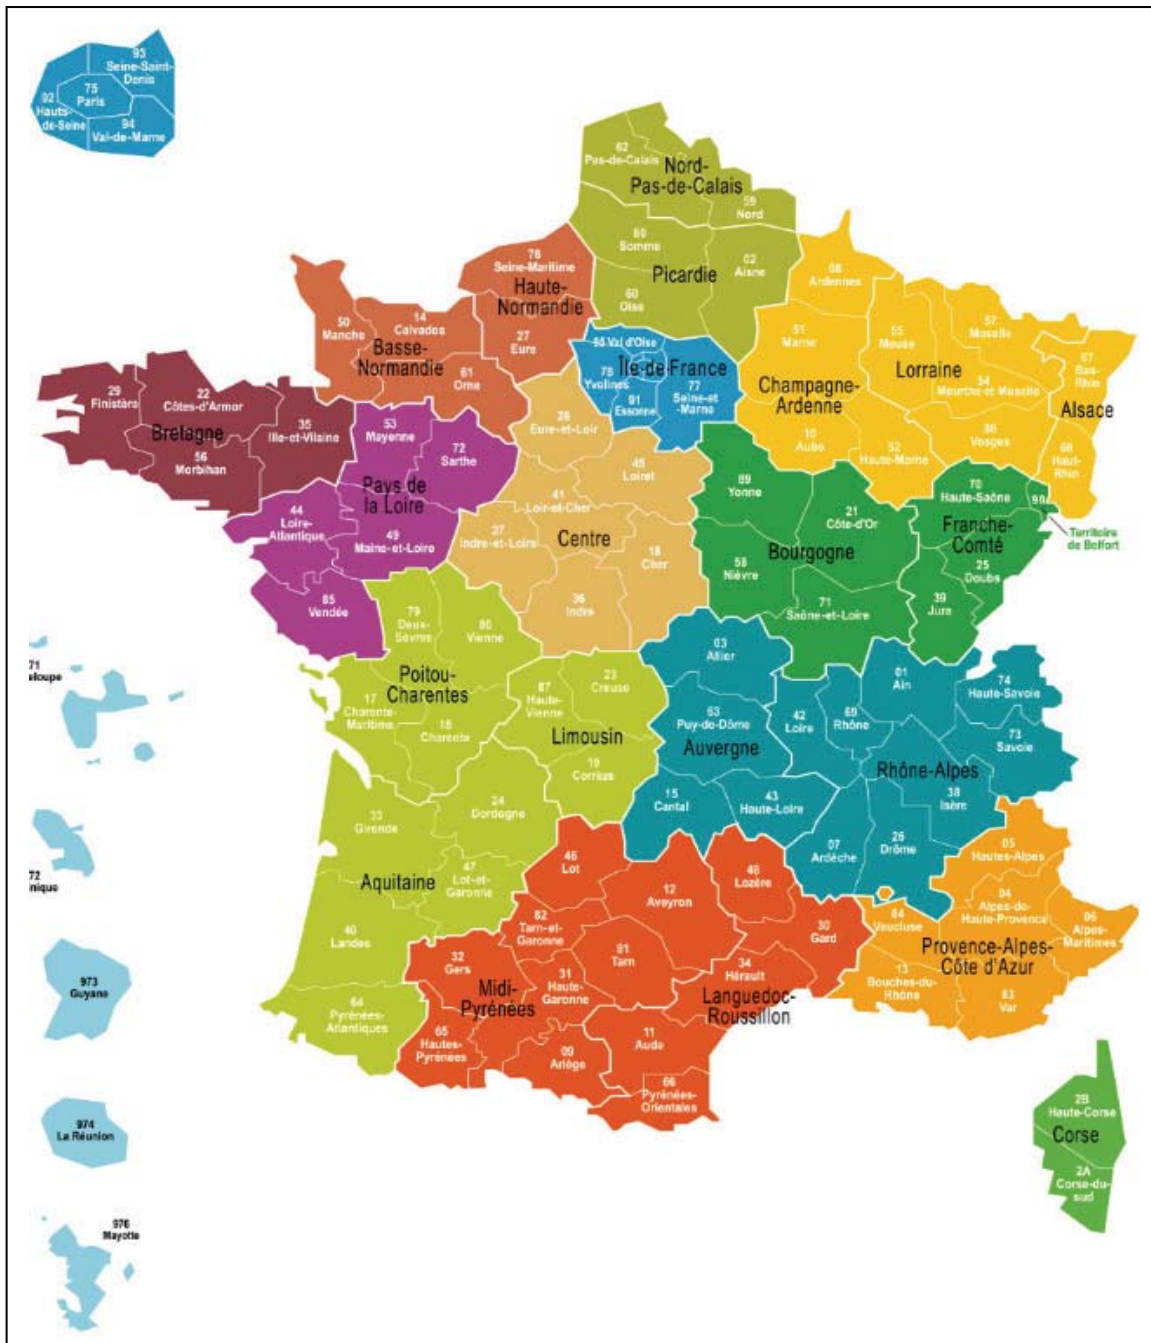 93
Seine-Saint-
Denis
75
Paris
92
Hauts-
de-Seine
94
Val-de-Marne
62
Pas-de-Calais
Nord-
Pas-de-Calais
59
Nord
80
Somme
02
Aisne
Picardie
60
Oise
76
Seine-Maritime
Haute-
Normandie
27
Eure
50
Manche
14
Calvados
Basse-
Normandie
61
Orne
95 Val d'Oise
Île-de-France
78
Yvelines
91
Essonne
77
Seine-et
-Marne
08
Ardennes
51
Marne
Champagne-
Ardenne
10
Aube
52
Haute-Marne
55
Meuse
57
Moselle
Lorraine
54
Meurthe-et-Moselle
88
Vosges
67
Bas-
Rhin
Alsace
68
Haut-
Rhin
29
Finistère
22
Côtes-d'Armor
Bretagne
35
Ille-et-Vilaine
56
Morbihan
53
Mayenne
72
Sarthe
Pays de
la Loire
44
Loire-
Atlantique
49
Maine-et-Loire
85
Vendée
28
Eure-et-Loir
45
Loiret
41
Loir-et-Cher
37
Indre-et-Loire
Centre
18
Cher
36
Indre
89
Yonne
21
Côte-d'Or
Bourgogne
58
Nièvre
71
Saône-et-Loire
70
Haute-Saône
90
Territoire
de Belfort
Franche-
Comté
25
Doubs
39
Jura
79
Deux-
Sèvres
86
Vienne
Poitou-
Charentes
17
Charente-
Maritime
16
Charente
23
Creuse
87
Haute-
Vienne
Limousin
19
Corrèze
03
Allier
63
Puy-de-Dôme
Auvergne
15
Cantal
43
Haute-Loire
01
Ain
74
Haute-Savoie
42
Loire
69
Rhône
73
Savoie
Rhône-Alpes
38
Isère
07
Ardèche
26
Drôme
33
Gironde
24
Dordogne
47
Lot-et-
Garonne
Aquitaine
40
Landes
64
Pyrénées-
Atlantiques
46
Lot
12
Aveyron
82
Tarn-et-
Garonne
81
Tarn
32
Gers
31
Haute-
Garonne
Midi-
Pyrénées
65
Hautes-
Pyrénées
09
Ariège
48
Lozère
30
Gard
34
Hérault
Languedoc-
Roussillon
11
Aude
66
Pyrénées-
Orientales
05
Hautes-Alpes
04
Alpes-de-
Haute-Provence
06
Alpes-
Maritimes
84
Vaucluse
Provence-Alpes-
Côte d'Azur
13
Bouches-du-
Rhône
83
Var
2B
Haute-Corse
Corse
2A
Corse-du-
sud
71
eloupe
72
nique
973
Guyane
974
La Réunion
976
Mayotte